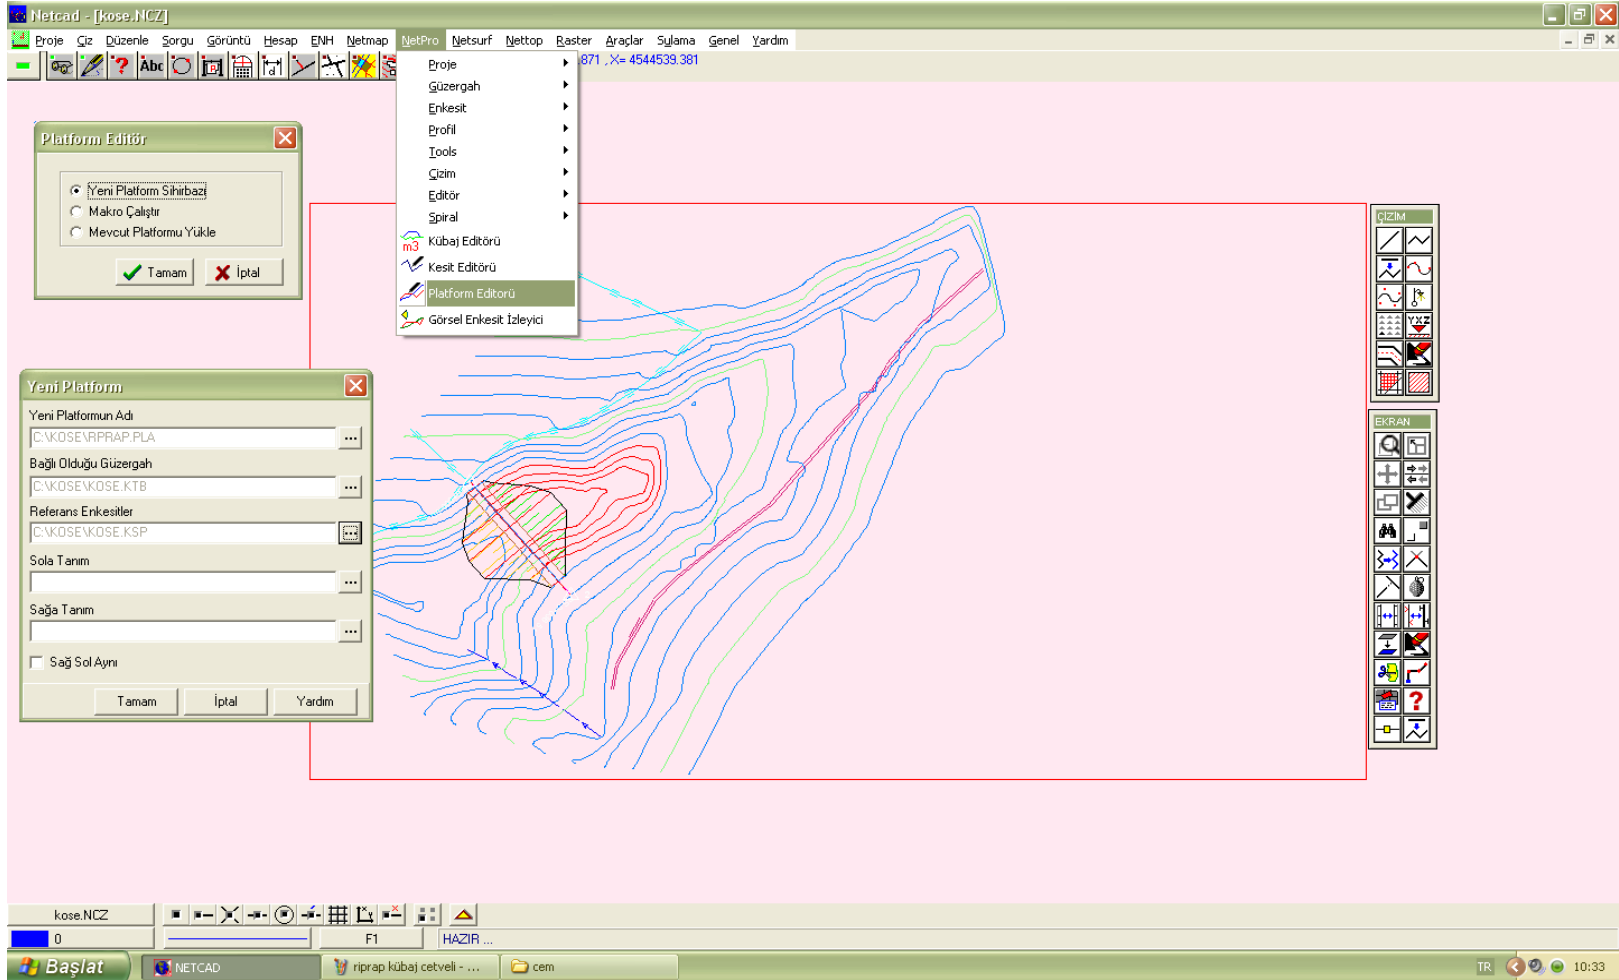 Netcad - [kose.NCZ]
Proje Çiz Düzenle Sorgu Görüntü Hesap ENH Netmap NetPro Netsurf Nettop Raster Araçlar Sulama Genel Yardım
Abc
871 , X= 4544539.381
Proje
Güzergah
Enkesit
Profil
Tools
Çizim
Editör
Spiral
m3 Kübaj Editörü
Kesit Editörü
Platform Editorü
Görsel Enkesit İzleyici
Platform Editör
Yeni Platform Sihirbazı
Makro Çalıştır
Mevcut Platformu Yükle
Tamam İptal
Yeni Platform
Yeni Platformun Adı
C:\KOSE\RPRAP.PLA ...
Bağlı Olduğu Güzergah
C:\KOSE\KOSE.KTB ...
Referans Enkesitler
C:\KOSE\KOSE.KSP ...
Sola Tanım
...
Sağa Tanım
...
Sağ Sol Aynı
Tamam İptal Yardım
ÇİZİM
YXZ
EKRAN
kose.NCZ
0 F1 HAZIR ...
Başlat NETCAD riprap kübaj cetveli - ... cem TR 10:33